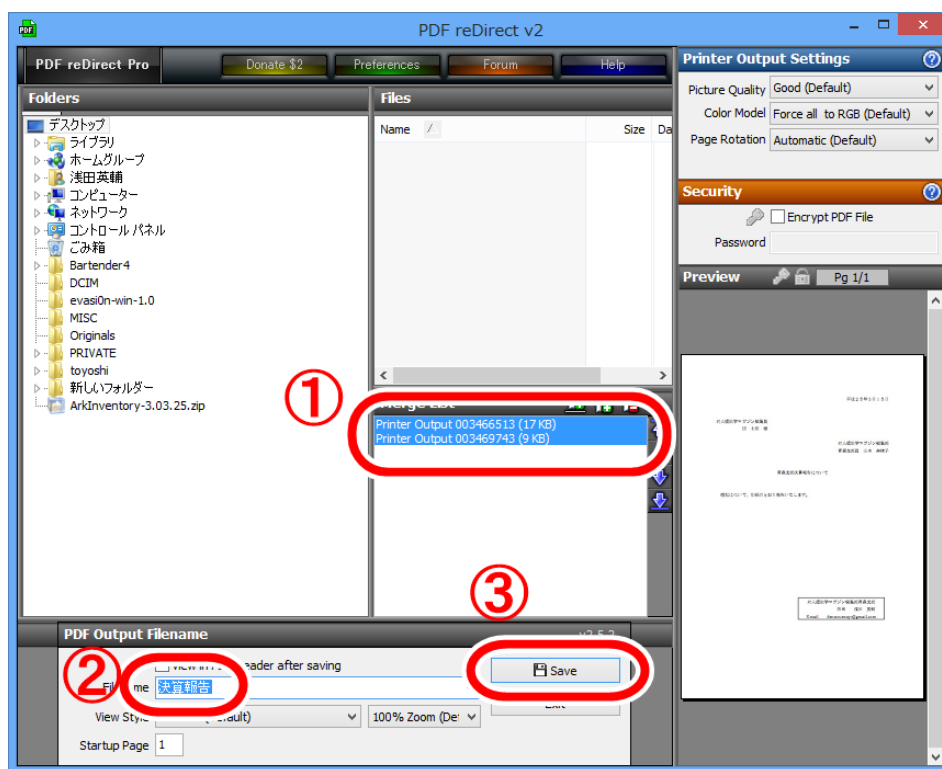 PDF reDirect v2
PDF reDirect Pro
Donate $2
Preferences
Forum
Help
Folders
デスクトップ
ライブラリ
ホームグループ
浅田英輔
コンピューター
ネットワーク
コントロール パネル
ごみ箱
Bartender4
DCIM
evasi0n-win-1.0
MISC
Originals
PRIVATE
toyoshi
新しいフォルダー
ArkInventory-3.03.25.zip
Files
Name
Size
Da
①
Merge List
Printer Output 003466513 (17 KB)
Printer Output 003469743 (9 KB)
Printer Output Settings
Picture Quality Good (Default)
Color Model Force all to RGB (Default)
Page Rotation Automatic (Default)
Security
Encrypt PDF File
Password
Preview
Pg 1/1
PDF Output Filename
②
eader after saving
決算報告
View Style
100% Zoom (De
Startup Page 1
③
Save